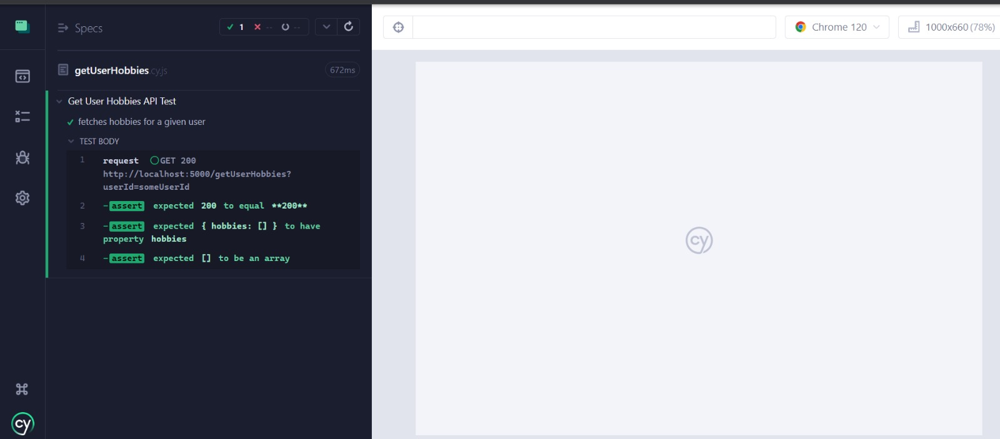 Specs
1 -- --
getUserHobbies.cy.js
672ms
Get User Hobbies API Test
fetches hobbies for a given user
TEST BODY
1 request GET 200
http://localhost:5000/getUserHobbies?
userId=someUserId
2 -assert expected 200 to equal **200**
3 -assert expected { hobbies: [] } to have
property hobbies
4 -assert expected [] to be an array
cy
Chrome 120
1000x660 (78%)
cy